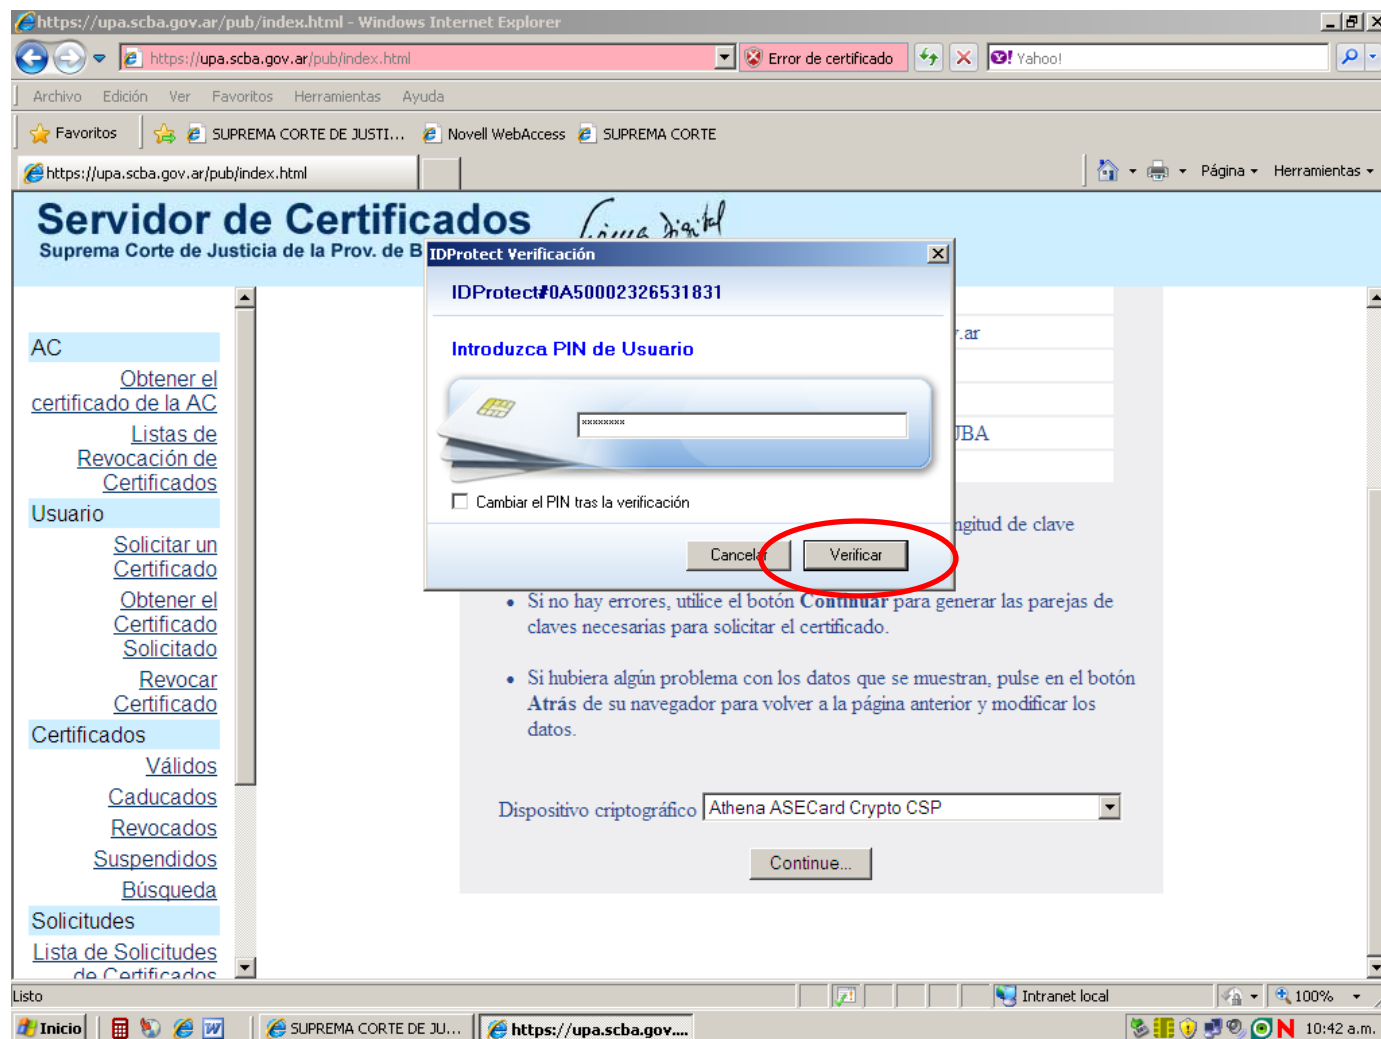 https://upa.scba.gov.ar/pub/index.html - Windows Internet Explorer
https://upa.scba.gov.ar/pub/index.html
Error de certificado
Yahoo!
Archivo Edición Ver Favoritos Herramientas Ayuda
Favoritos SUPREMA CORTE DE JUSTI... Novell WebAccess SUPREMA CORTE
https://upa.scba.gov.ar/pub/index.html
Página Herramientas
Servidor de Certificados
Firma Digital
Suprema Corte de Justicia de la Prov. de B
IDProtect Verificación
IDProtect#0A50002326531831
Introduzca PIN de Usuario
××××××××
Cambiar el PIN tras la verificación
Cancelar Verificar
.ar
JBA
ngitud de clave
AC
Obtener el
certificado de la AC
Listas de
Revocación de
Certificados
Usuario
Solicitar un
Certificado
Obtener el
Certificado
Solicitado
Revocar
Certificado
Certificados
Válidos
Caducados
Revocados
Suspendidos
Búsqueda
Solicitudes
Lista de Solicitudes
de Certificados
• Si no hay errores, utilice el botón Continuar para generar las parejas de
claves necesarias para solicitar el certificado.
• Si hubiera algún problema con los datos que se muestran, pulse en el botón
Atrás de su navegador para volver a la página anterior y modificar los
datos.
Dispositivo criptográfico Athena ASECard Crypto CSP
Continue...
Listo
Intranet local
100%
Inicio
SUPREMA CORTE DE JU...
https://upa.scba.gov....
10:42 a.m.